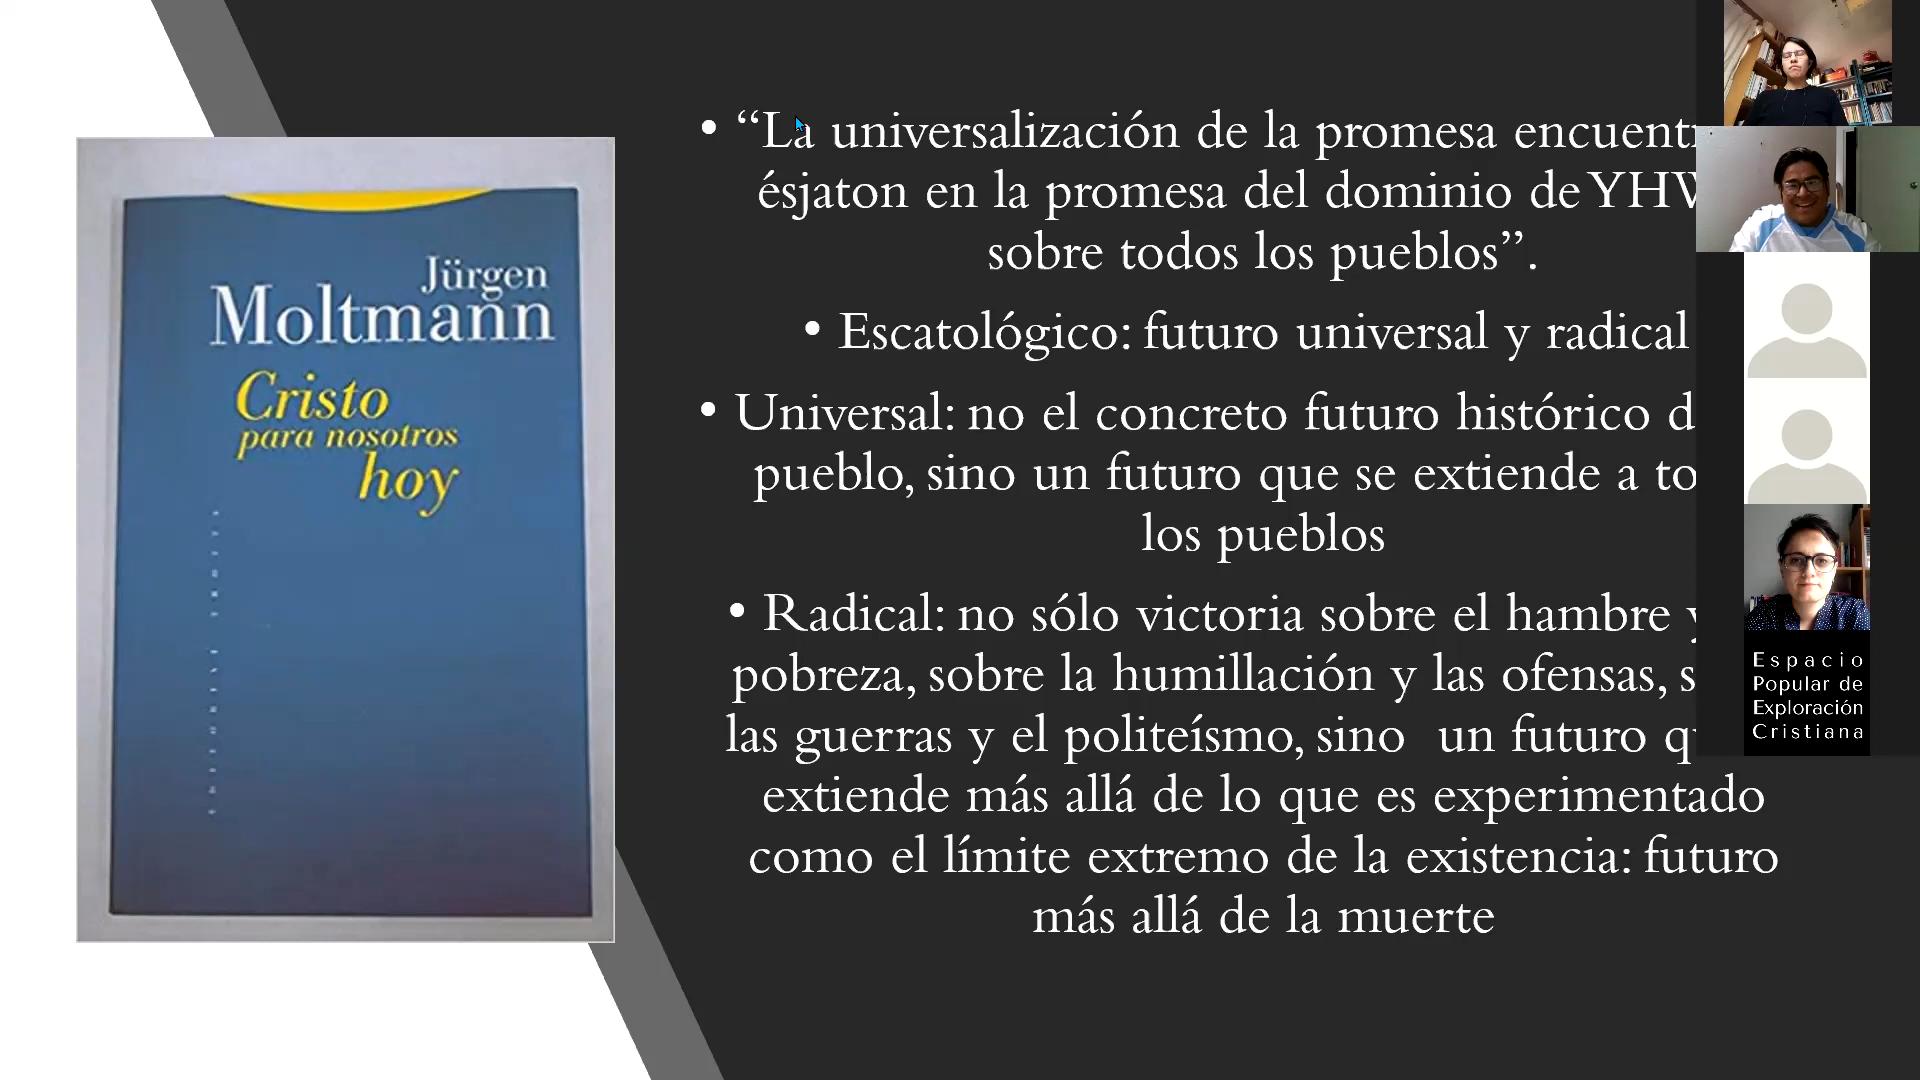 Jürgen
Moltmann
Cristo
para nosotros
hoy
• “La universalización de la promesa
ésjaton en la promesa del dominio de
sobre todos los pueblos”.
• Escatológico: futuro universal y radical
• Universal: no el concreto futuro histórico
pueblo, sino un futuro que se extiende a
los pueblos
• Radical: no sólo victoria sobre el hambre y
pobreza, sobre la humillación y las ofensas,
las guerras y el politeísmo, sino un futuro
extiende más allá de lo que es experimentado
como el límite extremo de la existencia: futuro
más allá de la muerte
Espacio
Popular de
Exploración
Cristiana